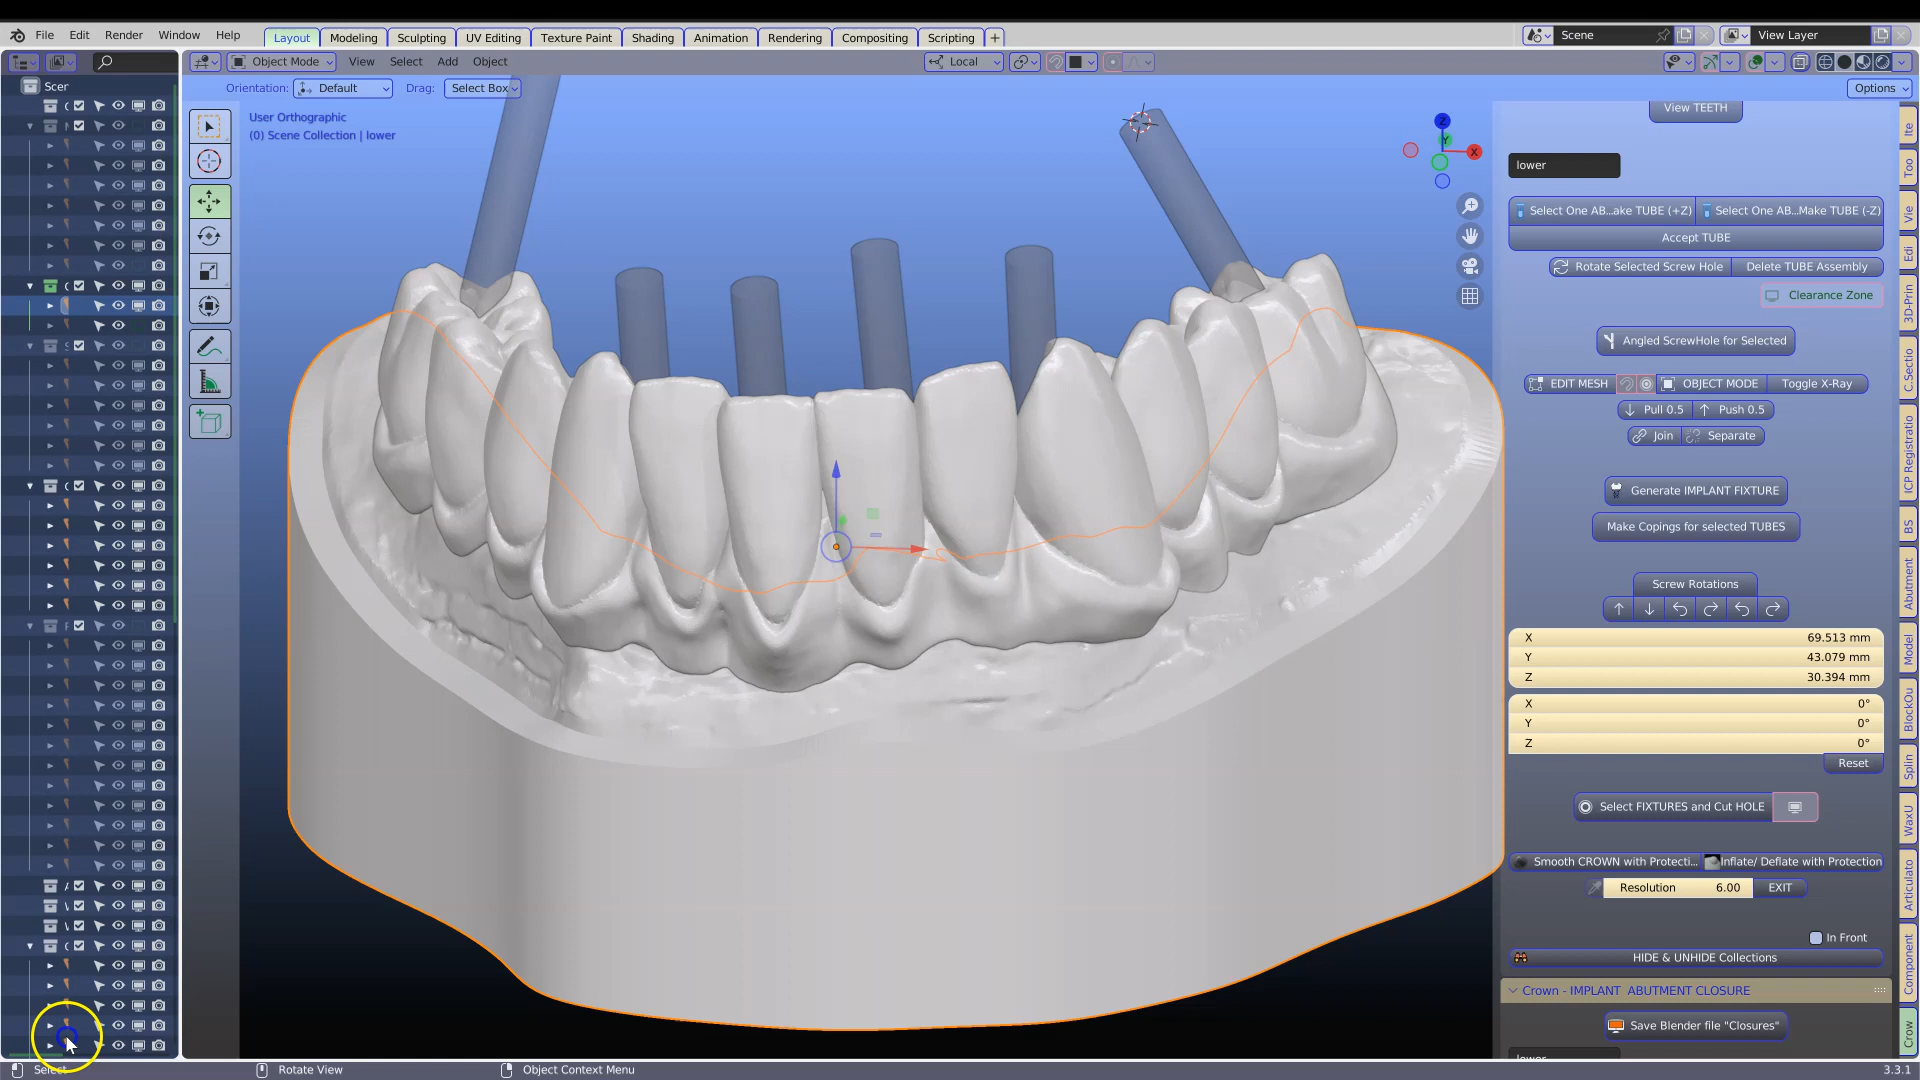 File Edit Render Window Help
Layout Modeling Sculpting UV Editing Texture Paint Shading Animation Rendering Compositing Scripting +
Scene
View Layer
Object Mode View Select Add Object
Local
Orientation: Default Drag: Select Box
Options
Scer
User Orthographic
(0) Scene Collection | lower
Z
Y
X
View TEETH
lower
Select One AB...ake TUBE (+Z) Select One AB...Make TUBE (-Z)
Accept TUBE
Rotate Selected Screw Hole Delete TUBE Assembly
Clearance Zone
Angled ScrewHole for Selected
EDIT MESH OBJECT MODE Toggle X-Ray
Pull 0.5 Push 0.5
Join Separate
Generate IMPLANT FIXTURE
Make Copings for selected TUBES
Screw Rotations
X 69.513 mm
Y 43.079 mm
Z 30.394 mm
X 0°
Y 0°
Z 0°
Reset
Select FIXTURES and Cut HOLE
Smooth CROWN with Protecti... Inflate/ Deflate with Protection
Resolution 6.00 EXIT
In Front
HIDE & UNHIDE Collections
Crown - IMPLANT ABUTMENT CLOSURE
Save Blender file "Closures"
lower
Ite
Too
Vie
Edi
3D-Prin
C.Sectio
ICP Registratio
BS
Abutment
Model
BlockOu
Splin
WaxU
Articulato
Component
Crow
Select
Rotate View
Object Context Menu
3.3.1